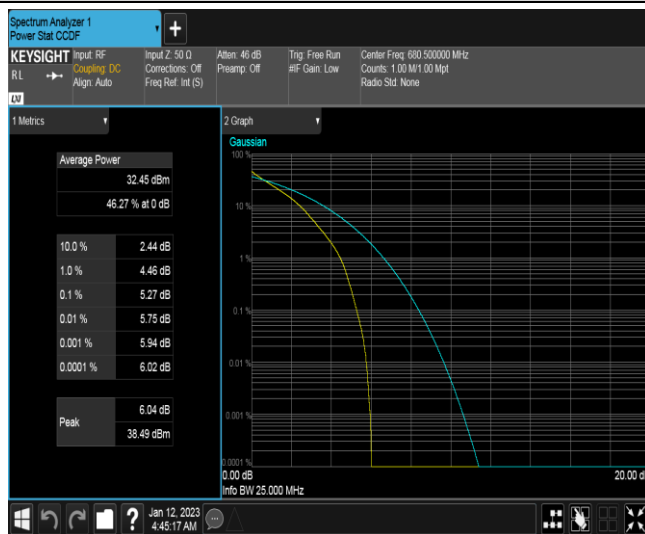 Spectrum Analyzer 1
Power Stat CCDF
KEYSIGHT
RL
Input: RF
Coupling: DC
Align: Auto
Input Z: 50 Ω
Corrections: Off
Freq Ref: Int (S)
Atten: 46 dB
Preamp: Off
Trig: Free Run
#IF Gain: Low
Center Freq: 680.500000 MHz
Counts: 1.00 M/1.00 Mpt
Radio Std: None
1 Metrics
Average Power
32.45 dBm
46.27 % at 0 dB
10.0 % 2.44 dB
1.0 % 4.46 dB
0.1 % 5.27 dB
0.01 % 5.75 dB
0.001 % 5.94 dB
0.0001 % 6.02 dB
Peak 6.04 dB
38.49 dBm
2 Graph
Gaussian
100 %
10 %
1 %
0.1 %
0.01 %
0.001 %
0.0001 %
0.00 dB 20.00 d
Info BW 25.000 MHz
?
Jan 12, 2023
4:45:17 AM